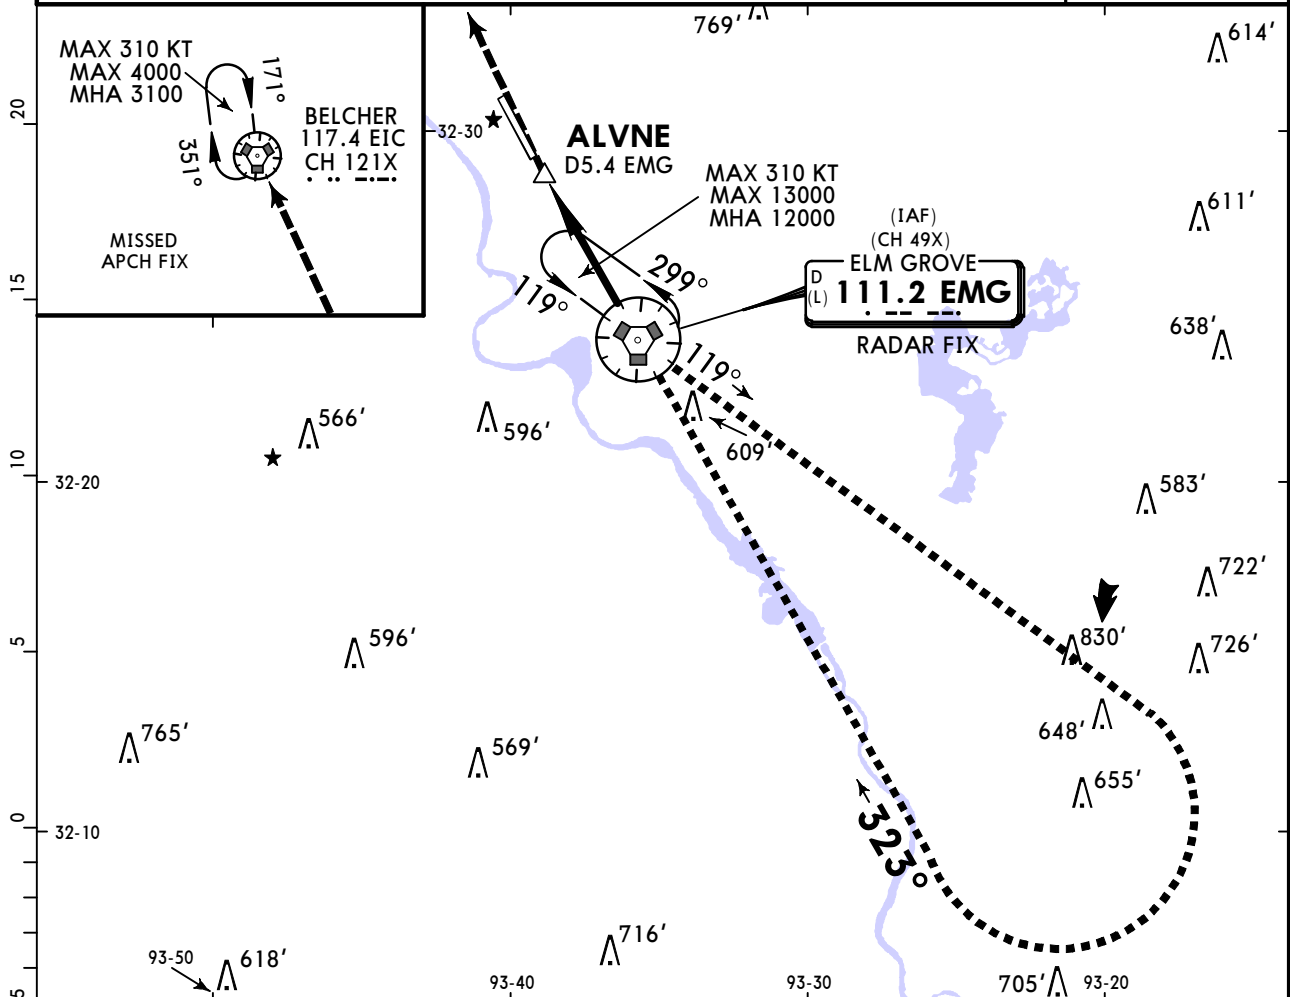 769'
614'
MAX 310 KT
MAX 4000
MHA 3100
171°
351°
BELCHER
117.4 EIC
CH 121X
MISSED
APCH FIX
20
32-30
ALVNE
D5.4 EMG
MAX 310 KT
MAX 13000
MHA 12000
611'
(IAF)
(CH 49X)
ELM GROVE
D
(L)
111.2 EMG
RADAR FIX
299°
119°
15
638'
119°
566'
596'
609'
10
32-20
583'
722'
5
596'
830'
726'
648'
765'
569'
655'
0
32-10
323°
716'
93-50
618'
93-40
93-30
705'
93-20
5